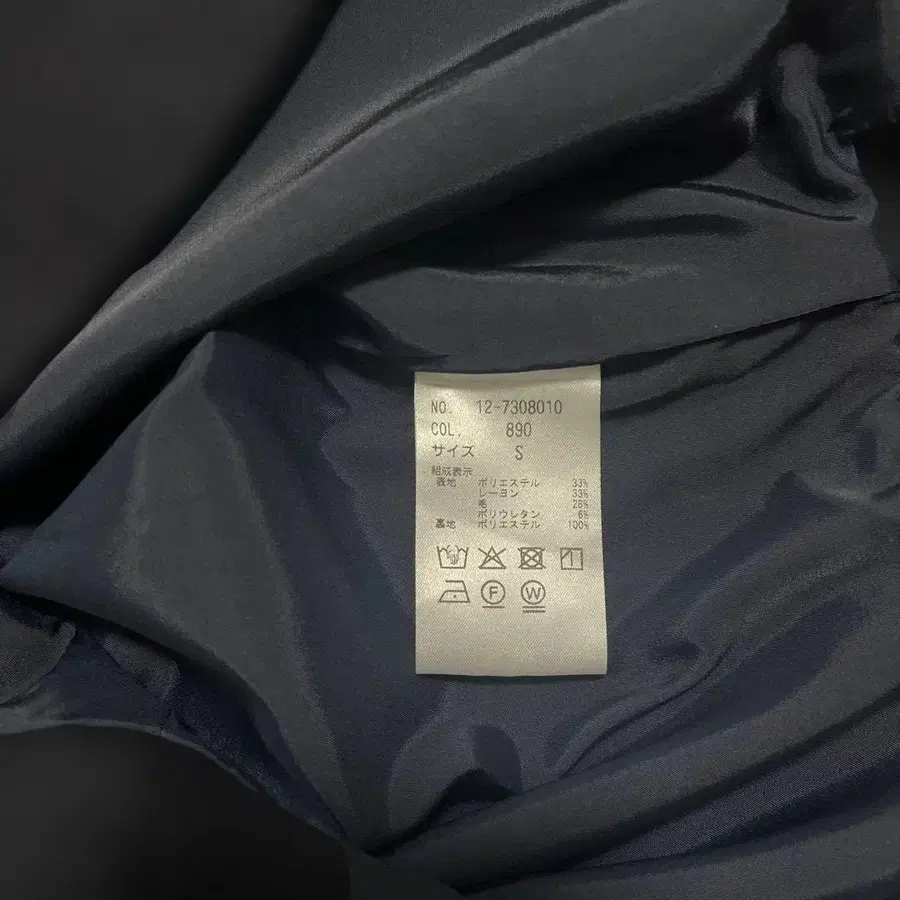 NO. 12-7308010
COL. 890
サイズ S
組成表示
表地 ポリエステル 33%
レーヨン 33%
毛 28%
ポリウレタン 6%
裏地 ポリエステル 100%
F W